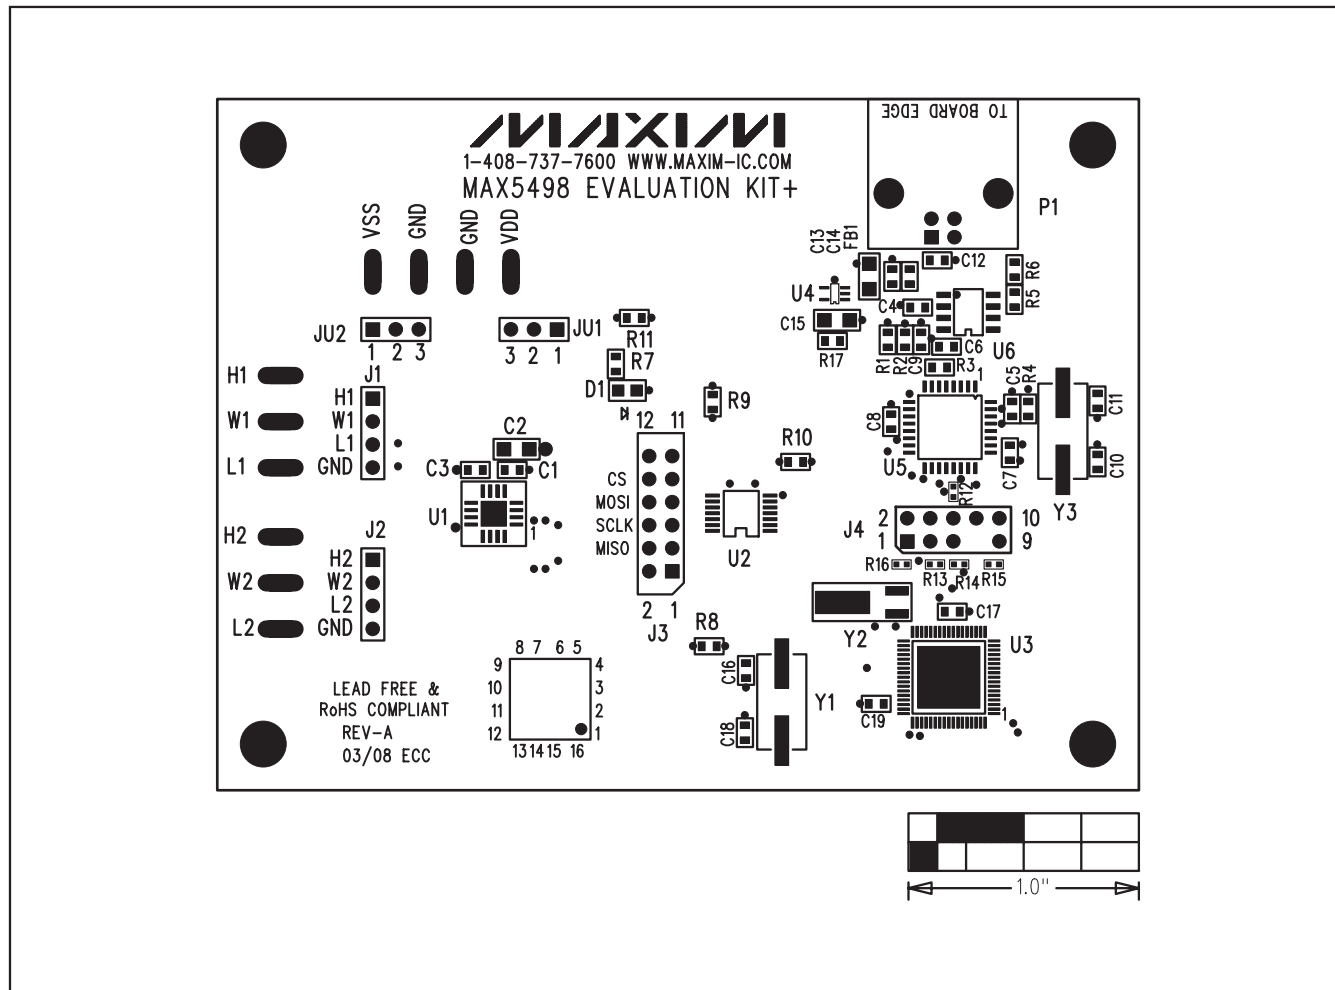 TO BOARD EDGE
MAXIM
1-408-737-7600 WWW.MAXIM-IC.COM
MAX5498 EVALUATION KIT+
P1
VSS
GND
GND
VDD
C13
C14
FB1
C12
R6
R5
U4
C4
C15
R17
R1
R2
C9
C6
R3
U6
JU2
1 2 3
JU1
3 2 1
R11
R7
D1
R9
H1
W1
L1
J1
H1
W1
L1
GND
C2
C3
C1
U1
1
12 11
CS
MOSI
SCLK
MISO
2 1
J3
R10
U2
C8
U5
1
C5
R4
C11
C7
C10
Y3
R12
J4
2
1
10
9
R16
R13
R14
R15
H2
W2
L2
J2
H2
W2
L2
GND
Y2
C17
U3
1
C19
R8
C16
C18
Y1
8 7 6 5
9
10
11
12
4
3
2
1
13 14 15 16
LEAD FREE &
RoHS COMPLIANT
REV-A
03/08 ECC
1.0"